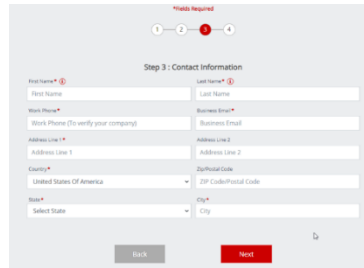 *Fields Required
1 2 3 4
Step 3 : Contact Information
First Name* Last Name*
First Name Last Name
Work Phone* Business Email*
Work Phone (To verify your company) Business Email
Address Line 1* Address Line 2
Address Line 1 Address Line 2
Country* Zip/Postal Code
United States Of America ZIP Code/Postal Code
State* City*
Select State City
Back Next